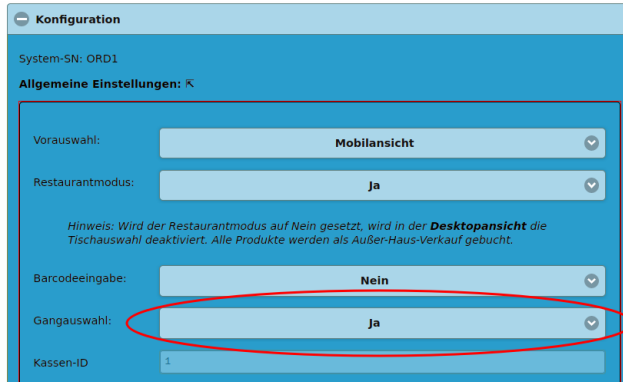 Konfiguration
System-SN: ORD1
Allgemeine Einstellungen: ⇱
Vorauswahl: Mobilansicht
Restaurantmodus: Ja
Hinweis: Wird der Restaurantmodus auf Nein gesetzt, wird in der Desktopansicht die
Tischauswahl deaktiviert. Alle Produkte werden als Außer-Haus-Verkauf gebucht.
Barcodeeingabe: Nein
Gangauswahl: Ja
Kassen-ID 1